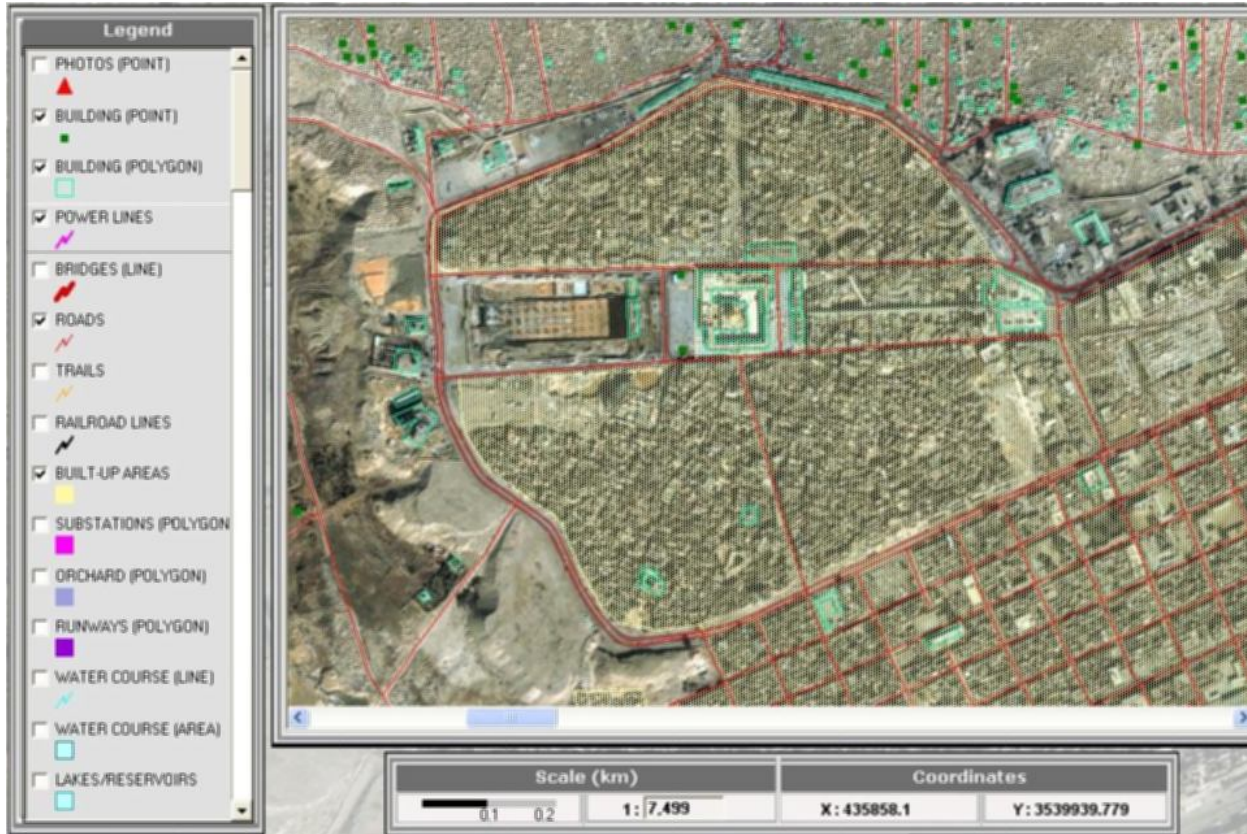 Legend
PHOTOS (POINT)
BUILDING (POINT)
BUILDING (POLYGON)
POWER LINES
BRIDGES (LINE)
ROADS
TRAILS
RAILROAD LINES
BUILT-UP AREAS
SUBSTATIONS (POLYGON
ORCHARD (POLYGON)
RUNWAYS (POLYGON)
WATER COURSE (LINE)
WATER COURSE (AREA)
LAKES/RESERVOIRS
Scale (km)
Coordinates
0.1 0.2
1: 7,499
X: 435858.1
Y: 3539939.779